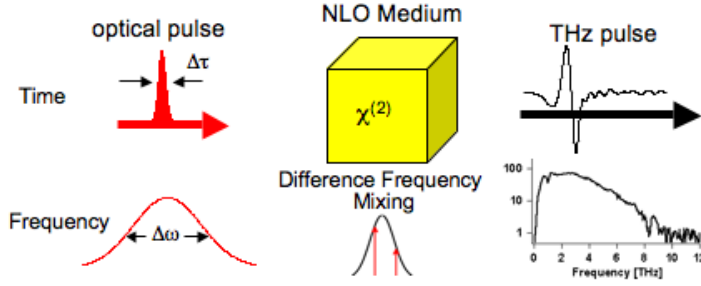 optical pulse
NLO Medium
THz pulse
Time
Δτ
χ(2)
Difference Frequency
Mixing
Frequency
Δω
100
10
1
0 2 4 6 8 10 12
Frequency [THz]